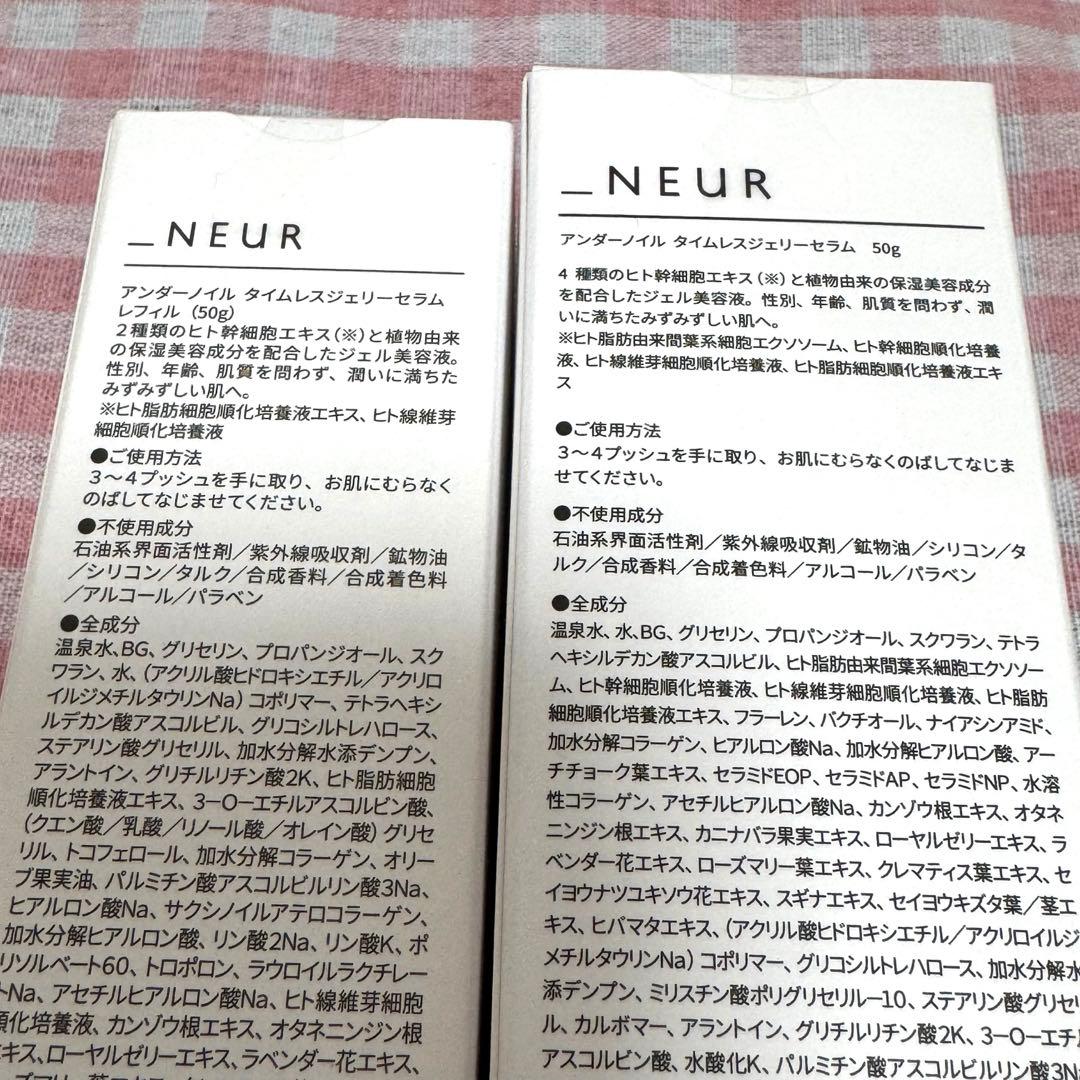 _NEUR
アンダーノイル タイムレスジェリーセラム
レフィル（50g）
2種類のヒト幹細胞エキス（※）と植物由来
の保湿美容成分を配合したジェル美容液。
性別、年齢、肌質を問わず、潤いに満ちた
みずみずしい肌へ。
※ヒト脂肪細胞順化培養液エキス、ヒト線維芽
細胞順化培養液
●ご使用方法
3〜4プッシュを手に取り、お肌にむらなく
のばしてなじませてください。
●不使用成分
石油系界面活性剤／紫外線吸収剤／鉱物油
／シリコン／タルク／合成香料／合成着色料
／アルコール／パラベン
●全成分
温泉水、BG、グリセリン、プロパンジオール、スク
ワラン、水、（アクリル酸ヒドロキシエチル／アクリロ
イルジメチルタウリンNa）コポリマー、テトラヘキシ
ルデカン酸アスコルビル、グリコシルトレハロース、
ステアリン酸グリセリル、加水分解水添デンプン、
アラントイン、グリチルリチン酸2K、ヒト脂肪細胞
順化培養液エキス、3-O-エチルアスコルビン酸、
（クエン酸／乳酸／リノール酸／オレイン酸）グリセ
リル、トコフェロール、加水分解コラーゲン、オリー
ブ果実油、パルミチン酸アスコルビルリン酸3Na、
ヒアルロン酸Na、サクシノイルアテロコラーゲン、
加水分解ヒアルロン酸、リン酸2Na、リン酸K、ポ
リソルベート60、トロポロン、ラウロイルラクチレー
トNa、アセチルヒアルロン酸Na、ヒト線維芽細胞
順化培養液、カンゾウ根エキス、オタネニンジン根
エキス、ローヤルゼリーエキス、ラベンダー花エキス、
_NEUR
アンダーノイル タイムレスジェリーセラム 50g
4 種類のヒト幹細胞エキス（※）と植物由来の保湿美容成分
を配合したジェル美容液。性別、年齢、肌質を問わず、潤
いに満ちたみずみずしい肌へ。
※ヒト脂肪由来間葉系細胞エクソソーム、ヒト幹細胞順化培養
液、ヒト線維芽細胞順化培養液、ヒト脂肪細胞順化培養液エキ
ス
●ご使用方法
3〜4プッシュを手に取り、お肌にむらなくのばしてなじま
せてください。
●不使用成分
石油系界面活性剤／紫外線吸収剤／鉱物油／シリコン／タ
ルク／合成香料／合成着色料／アルコール／パラベン
●全成分
温泉水、水、BG、グリセリン、プロパンジオール、スクワラン、テトラ
ヘキシルデカン酸アスコルビル、ヒト脂肪由来間葉系細胞エクソソー
ム、ヒト幹細胞順化培養液、ヒト線維芽細胞順化培養液、ヒト脂肪
細胞順化培養液エキス、フラーレン、バクチオール、ナイアシンアミド、
加水分解コラーゲン、ヒアルロン酸Na、加水分解ヒアルロン酸、アー
チチョーク葉エキス、セラミドEOP、セラミドAP、セラミドNP、水溶
性コラーゲン、アセチルヒアルロン酸Na、カンゾウ根エキス、オタネ
ニンジン根エキス、カニナバラ果実エキス、ローヤルゼリーエキス、ラ
ベンダー花エキス、ローズマリー葉エキス、クレマティス葉エキス、セ
イヨウナツユキソウ花エキス、スギナエキス、セイヨウキズタ葉／茎エ
キス、ヒバマタエキス、（アクリル酸ヒドロキシエチル／アクリロイルジ
メチルタウリンNa）コポリマー、グリコシルトレハロース、加水分解水
添デンプン、ミリスチン酸ポリグリセリル-10、ステアリン酸グリセリ
ル、カルボマー、アラントイン、グリチルリチン酸2K、3-O-エチル
アスコルビン酸、水酸化K、パルミチン酸アスコルビルリン酸3Na